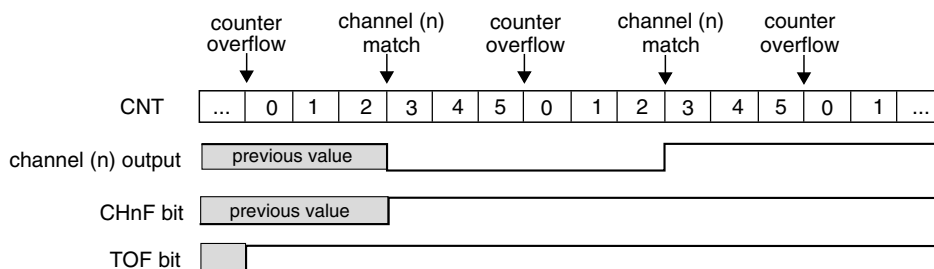 counter overflow
channel (n) match
counter overflow
channel (n) match
counter overflow
CNT ... 0 1 2 3 4 5 0 1 2 3 4 5 0 1 ...
channel (n) output previous value
CHnF bit previous value
TOF bit